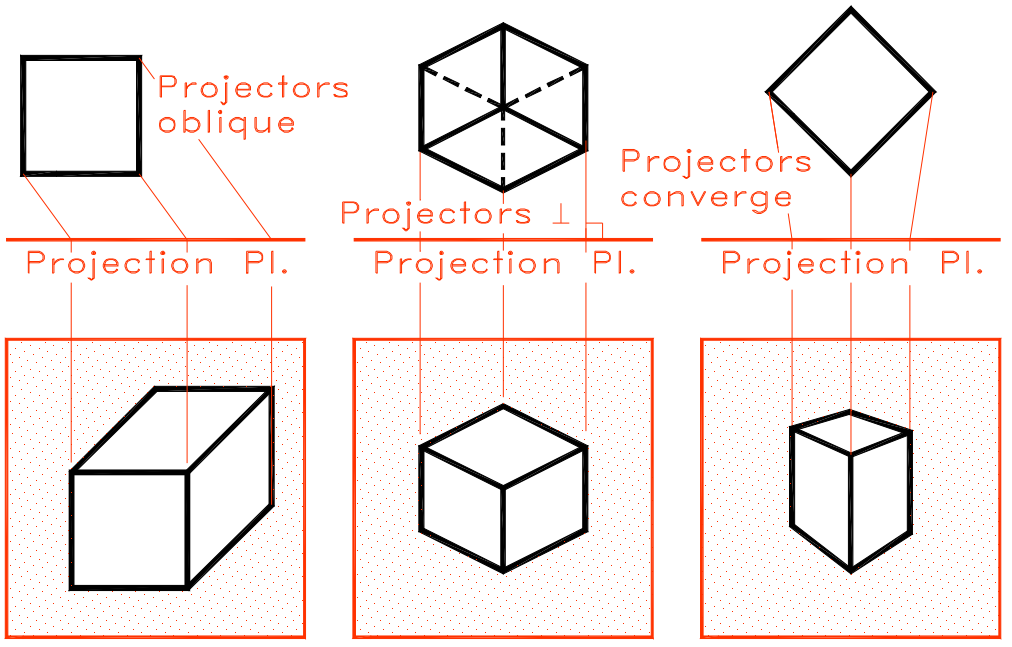 Projectors
oblique
Projection Pl.
Projectors ⊥
Projection Pl.
Projectors
converge
Projection Pl.